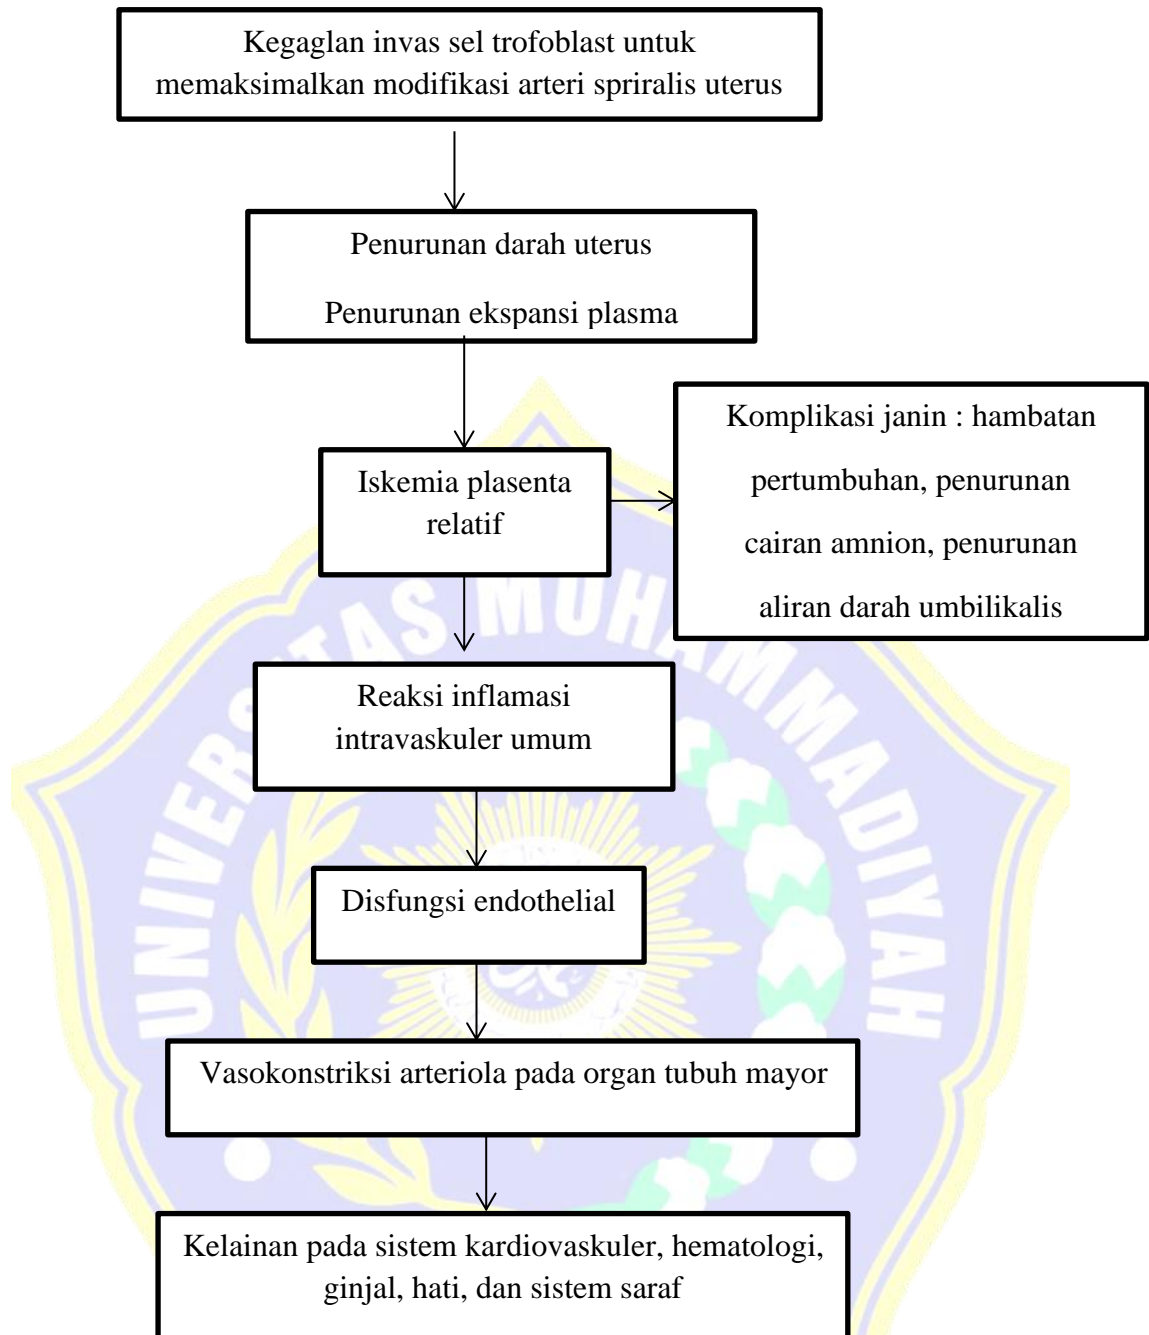 Kegaglan invas sel trofoblast untuk
memaksimalkan modifikasi arteri spriralis uterus
Penurunan darah uterus
Penurunan ekspansi plasma
Komplikasi janin : hambatan
pertumbuhan, penurunan
cairan amnion, penurunan
aliran darah umbilikalis
Iskemia plasenta
relatif
Reaksi inflamasi
intravaskuler umum
Disfungsi endothelial
Vasokonstriksi arteriola pada organ tubuh mayor
Kelainan pada sistem kardiovaskuler, hematologi,
ginjal, hati, dan sistem saraf
UNIVERSITAS MUHAMMADIYAH